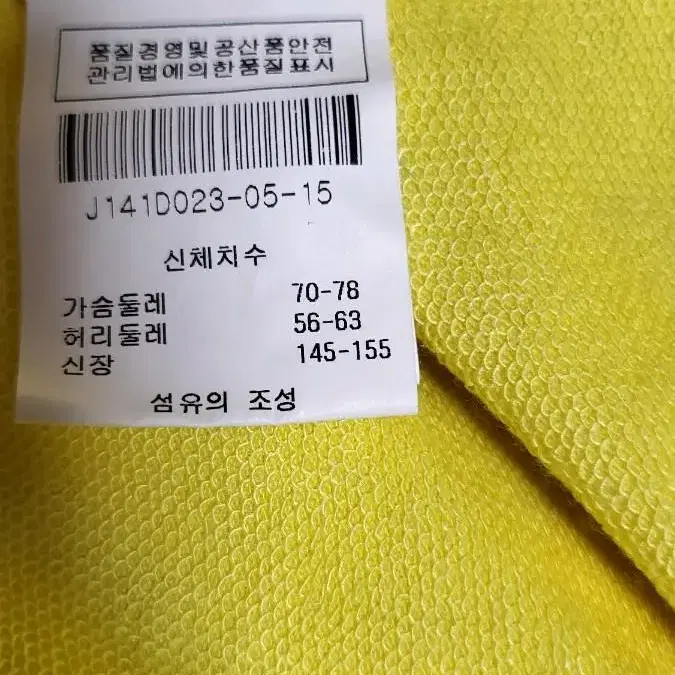 품질경영및공산품안전
관리법에의한품질표시
J141D023-05-15
신체치수
가슴둘레 70-78
허리둘레 56-63
신장 145-155
섬유의 조성